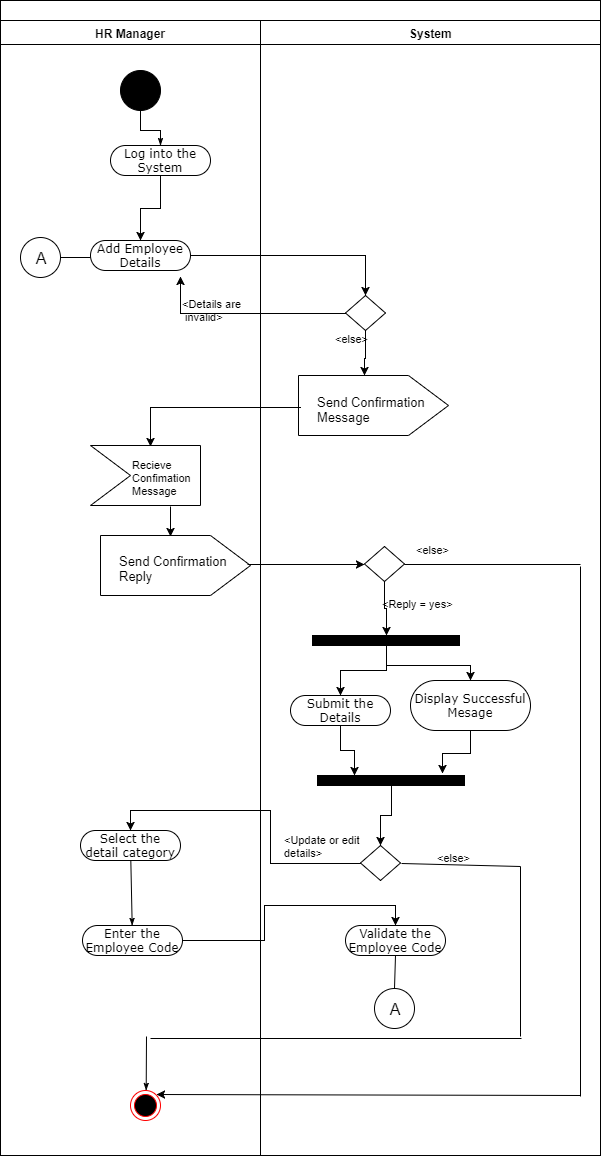 HR Manager
System
Log into the
System
Add Employee
Details
A
<Details are
invalid>
<else>
Send Confirmation
Message
Recieve
Confimation
Message
Send Confirmation
Reply
<else>
<Reply = yes>
Submit the
Details
Display Successful
Mesage
Select the
detail category
<Update or edit
details>
<else>
Enter the
Employee Code
Validate the
Employee Code
A